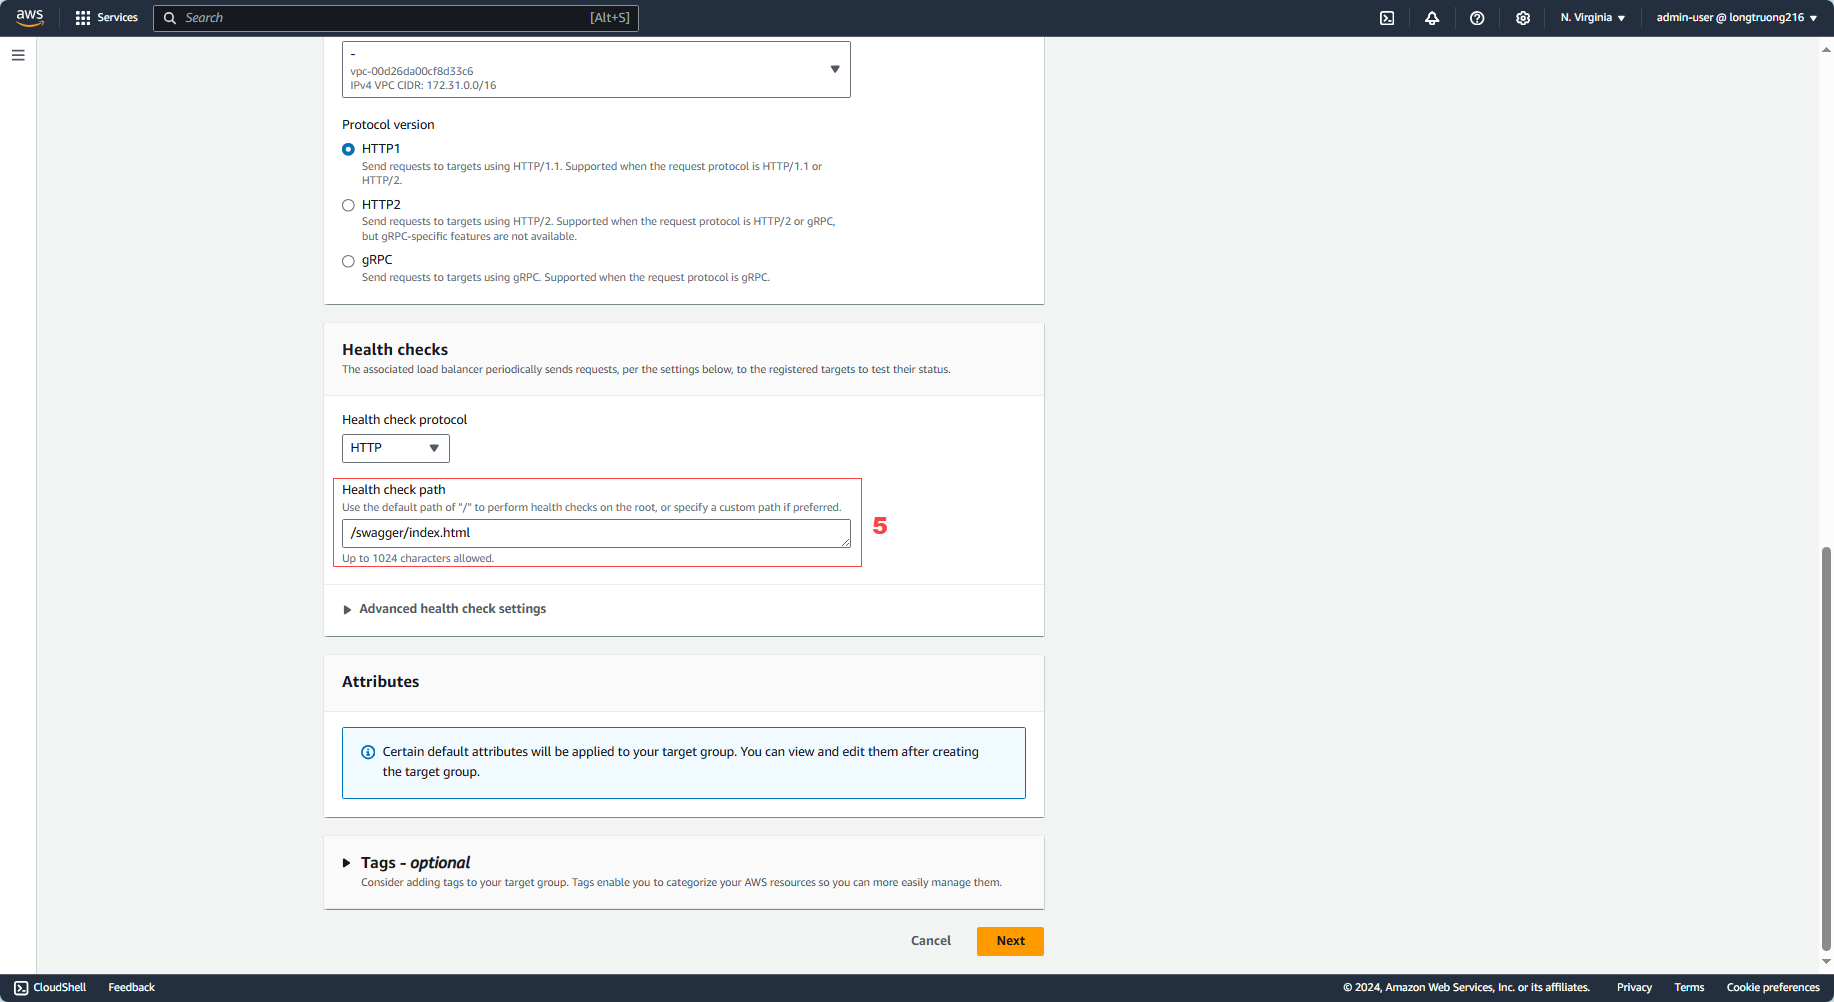 aws
Services
Search
[Alt+S]
N. Virginia
admin-user @ longtruong216
-
vpc-00d26da00cf8d33c6
IPv4 VPC CIDR: 172.31.0.0/16
Protocol version
HTTP1
Send requests to targets using HTTP/1.1. Supported when the request protocol is HTTP/1.1 or
HTTP/2.
HTTP2
Send requests to targets using HTTP/2. Supported when the request protocol is HTTP/2 or gRPC,
but gRPC-specific features are not available.
gRPC
Send requests to targets using gRPC. Supported when the request protocol is gRPC.
Health checks
The associated load balancer periodically sends requests, per the settings below, to the registered targets to test their status.
Health check protocol
HTTP
Health check path
Use the default path of "/" to perform health checks on the root, or specify a custom path if preferred.
/swagger/index.html
5
Up to 1024 characters allowed.
Advanced health check settings
Attributes
Certain default attributes will be applied to your target group. You can view and edit them after creating
the target group.
Tags - optional
Consider adding tags to your target group. Tags enable you to categorize your AWS resources so you can more easily manage them.
Cancel
Next
CloudShell
Feedback
© 2024, Amazon Web Services, Inc. or its affiliates.
Privacy
Terms
Cookie preferences